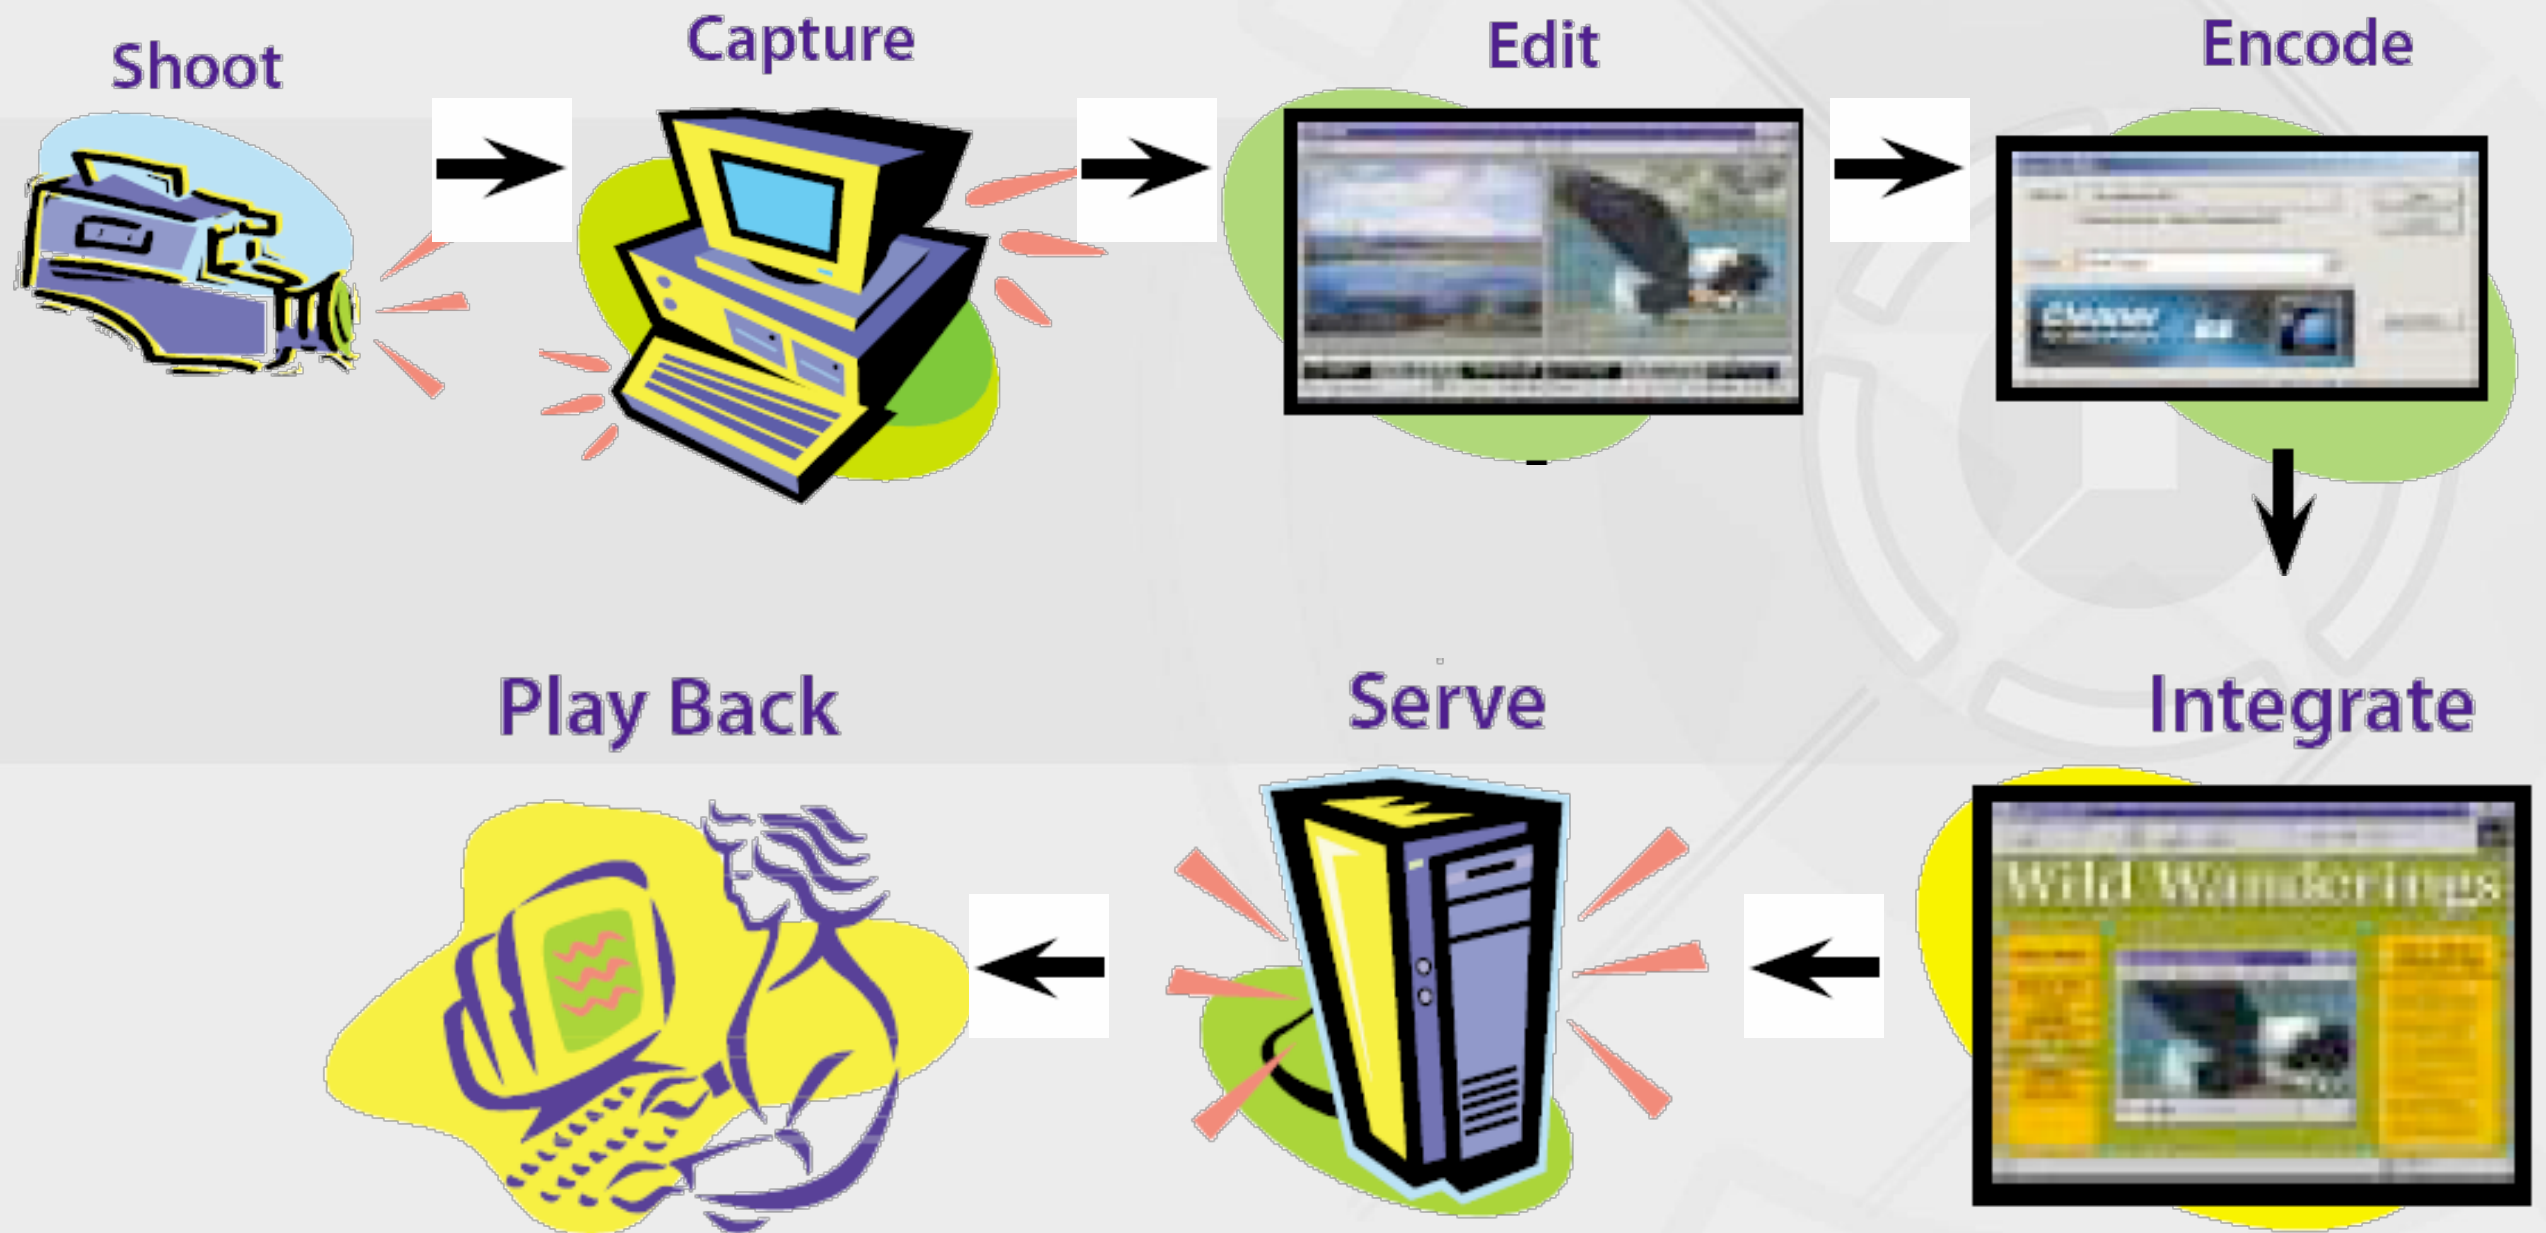 Shoot
Capture
Edit
Encode
Play Back
Serve
Integrate
Wild Wanderings